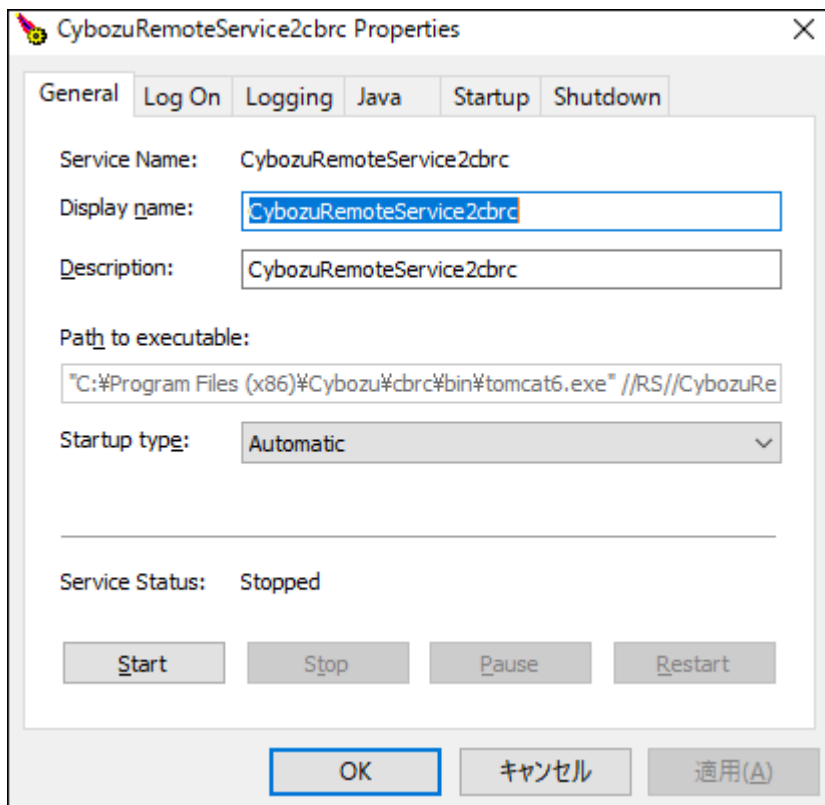 CybozuRemoteService2cbrc Properties
General Log On Logging Java Startup Shutdown
Service Name: CybozuRemoteService2cbrc
Display name: CybozuRemoteService2cbrc
Description: CybozuRemoteService2cbrc
Path to executable:
"C:¥Program Files (x86)¥Cybozu¥cbrc¥bin¥tomcat6.exe" //RS//CybozuRe
Startup type: Automatic
Service Status: Stopped
Start Stop Pause Restart
OK キャンセル 適用(A)